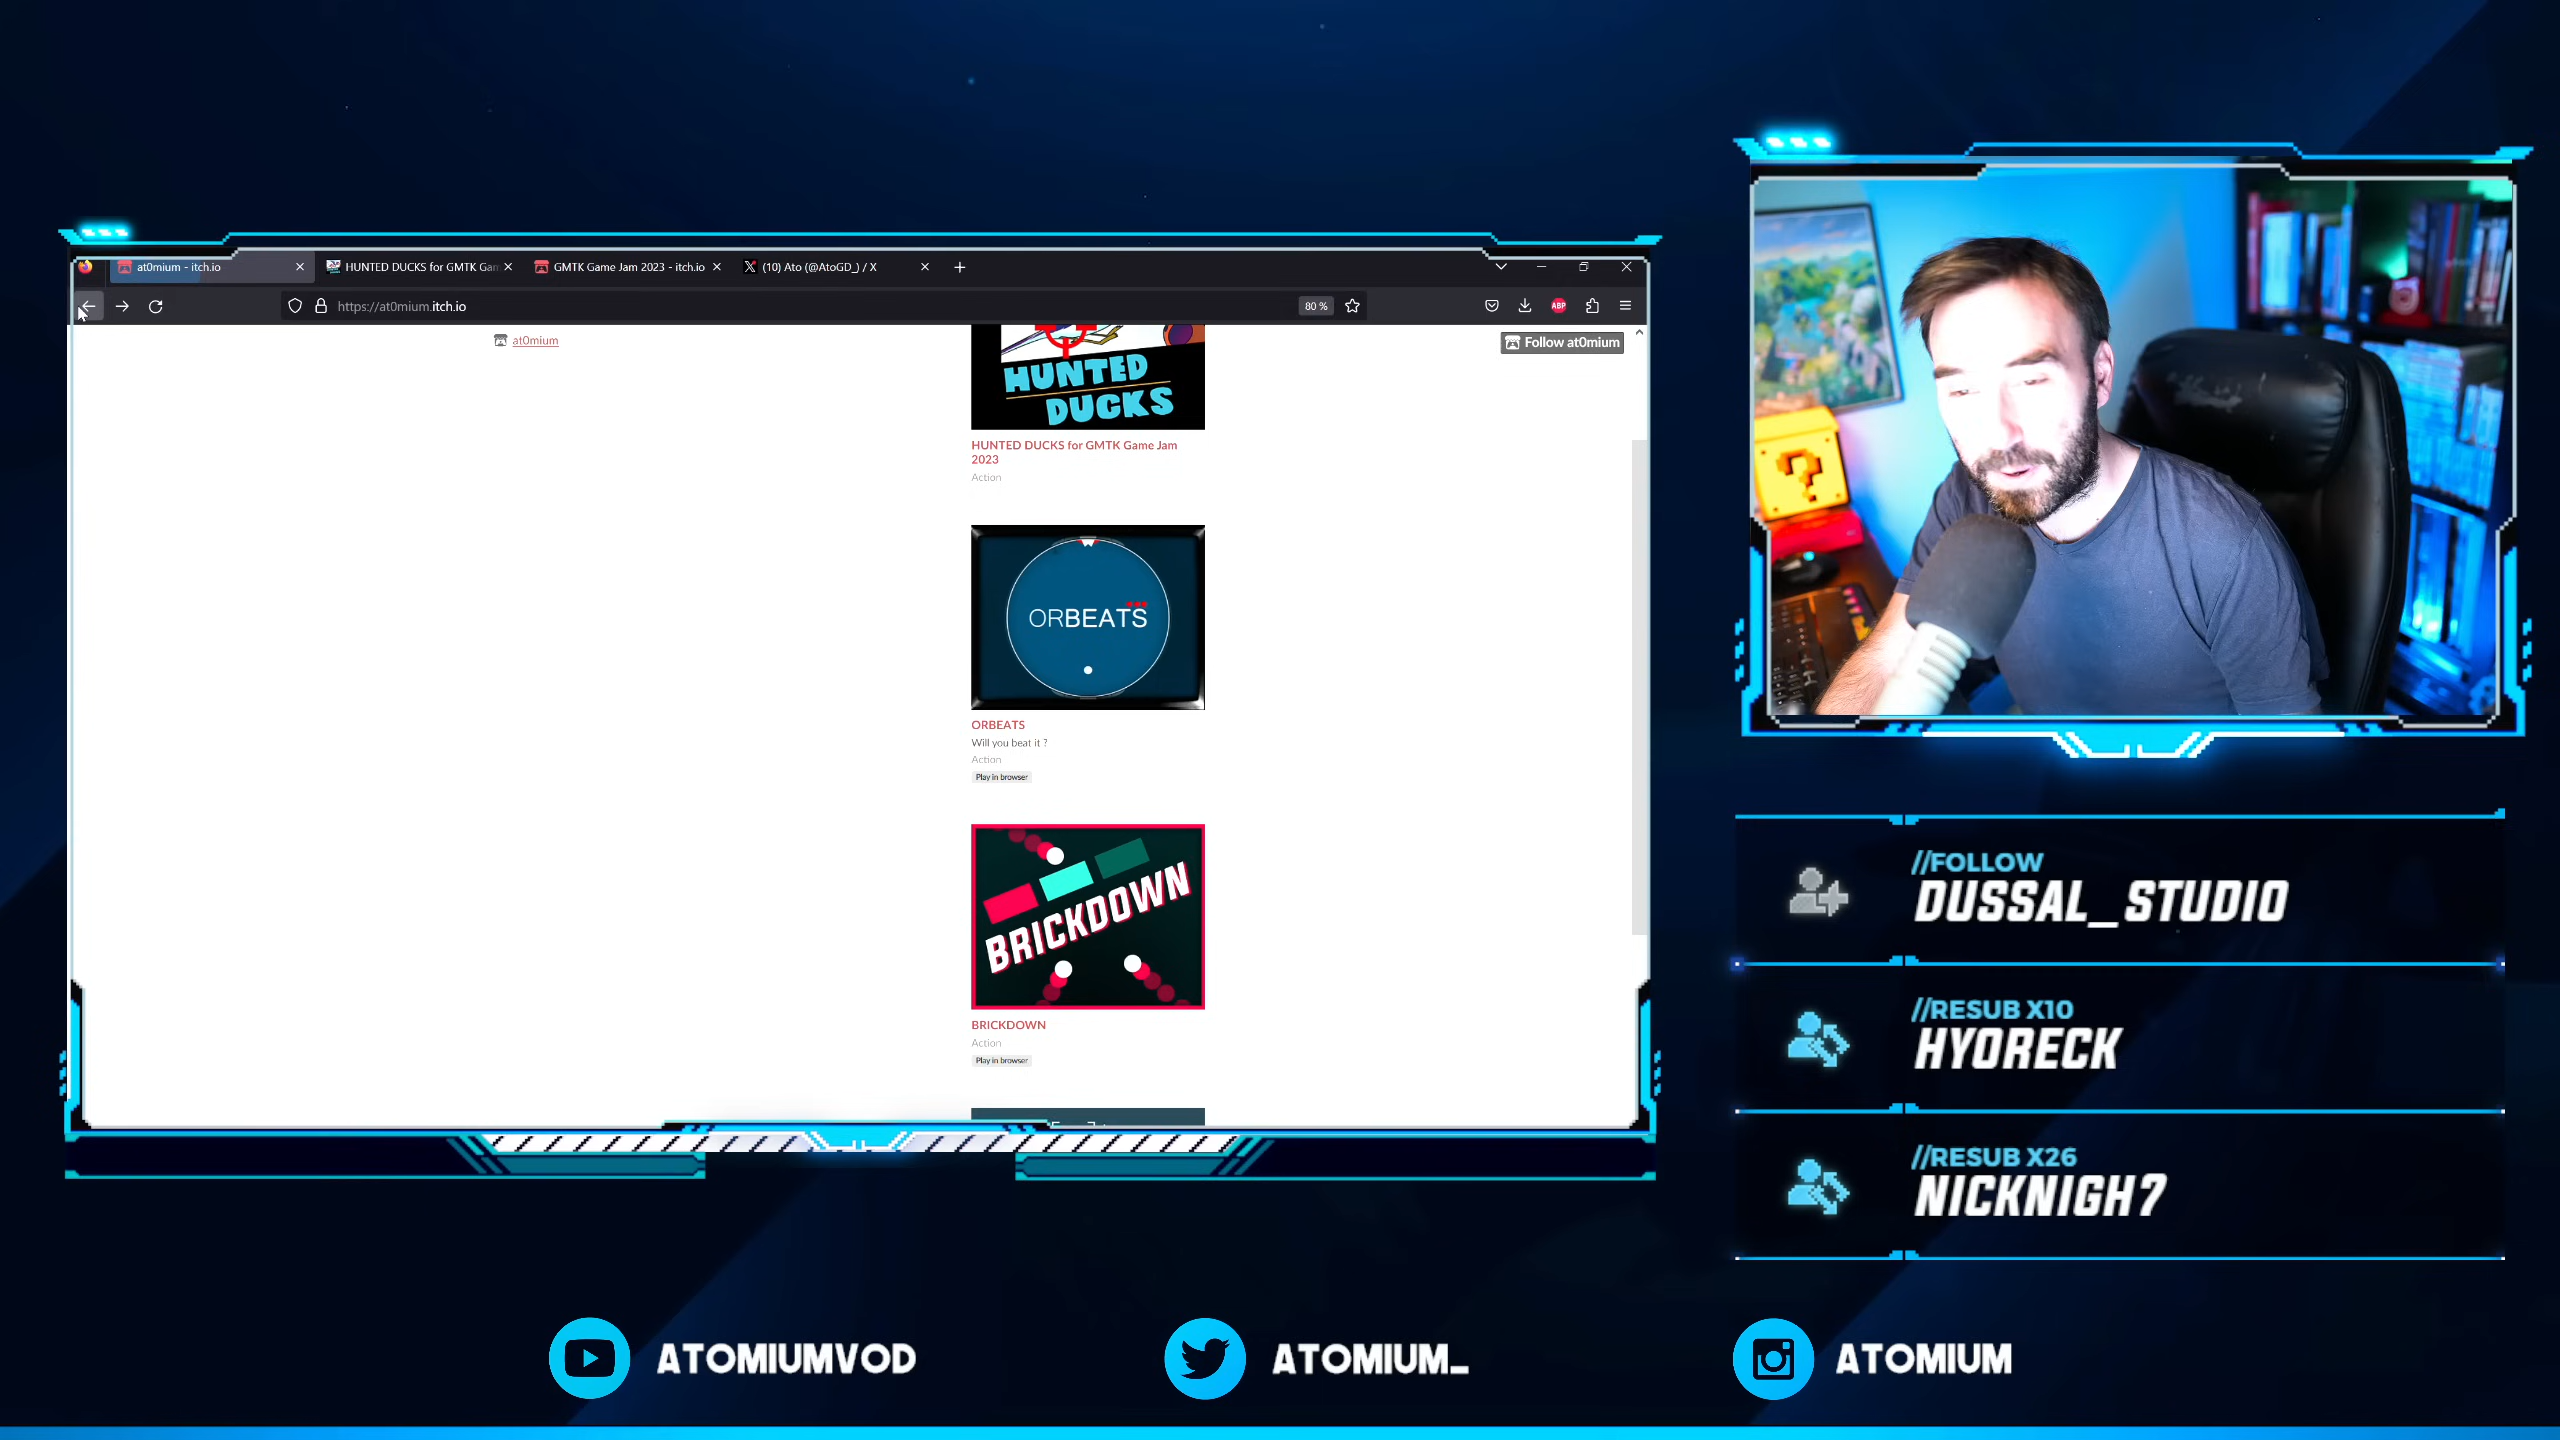 at0mium - itch.io
HUNTED DUCKS for GMTK Gam
GMTK Game Jam 2023 - itch.io
(10) Ato (@AtoGD_) / X
https://at0mium.itch.io
80 %
ABP
at0mium
Follow at0mium
HUNTED
DUCKS
HUNTED DUCKS for GMTK Game Jam
2023
Action
ORBEATS
ORBEATS
Will you beat it ?
Action
Play in browser
BRICKDOWN
BRICKDOWN
Action
Play in browser
//FOLLOW
DUSSAL_STUDIO
//RESUB X10
HYORECK
//RESUB X26
NICKNIGH7
ATOMIUMVOD
ATOMIUM_
ATOMIUM